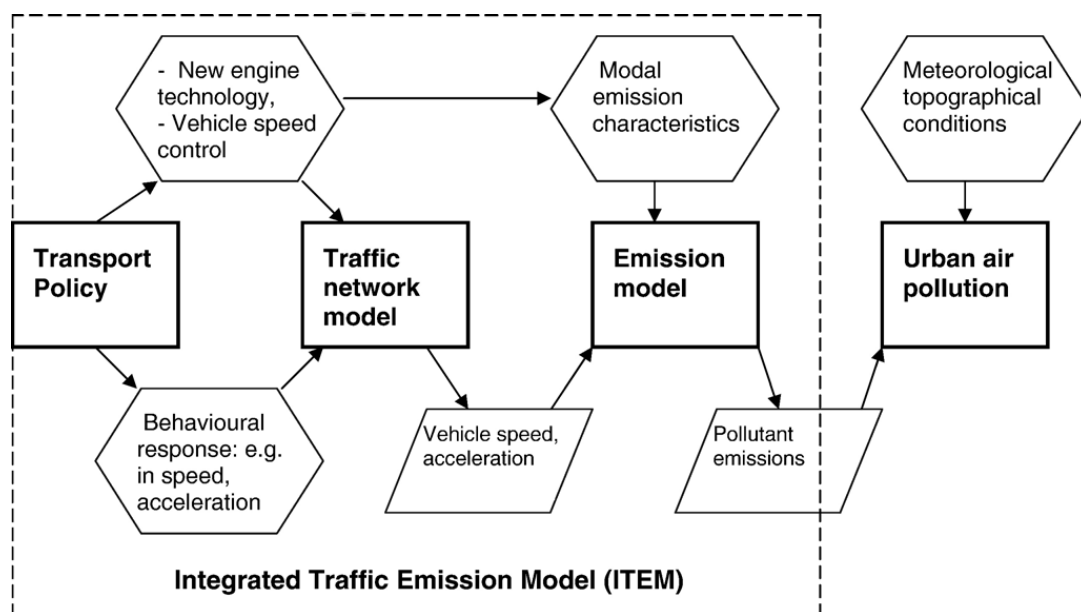 - New engine
technology,
- Vehicle speed
control
Modal
emission
characteristics
Meteorological
topographical
conditions
Transport
Policy
Traffic
network
model
Emission
model
Urban air
pollution
Behavioural
response: e.g.
in speed,
acceleration
Vehicle speed,
acceleration
Pollutant
emissions
Integrated Traffic Emission Model (ITEM)